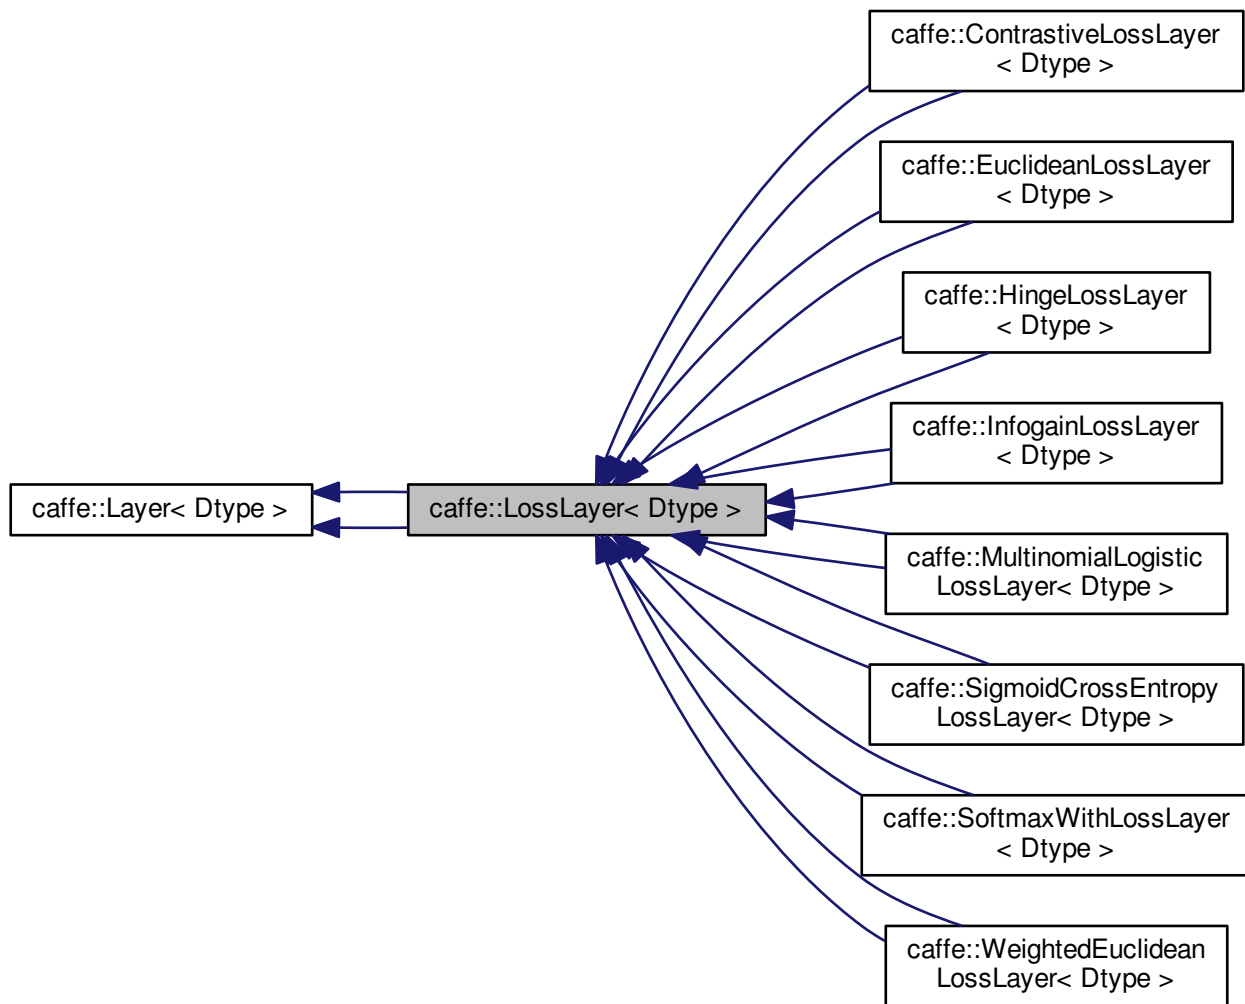 caffe::ContrastiveLossLayer
< Dtype >
caffe::EuclideanLossLayer
< Dtype >
caffe::HingeLossLayer
< Dtype >
caffe::InfogainLossLayer
< Dtype >
caffe::Layer< Dtype >
caffe::LossLayer< Dtype >
caffe::MultinomialLogistic
LossLayer< Dtype >
caffe::SigmoidCrossEntropy
LossLayer< Dtype >
caffe::SoftmaxWithLossLayer
< Dtype >
caffe::WeightedEuclidean
LossLayer< Dtype >